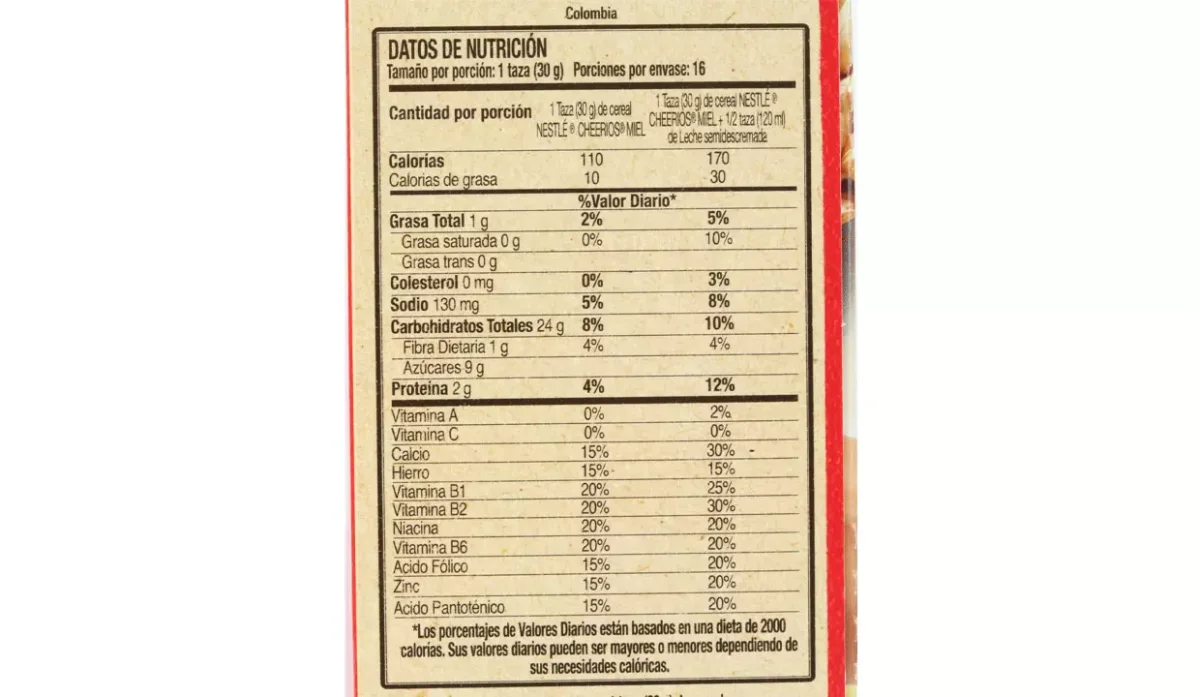 Colombia
DATOS DE NUTRICIÓN
Tamaño por porción: 1 taza (30 g) Porciones por envase: 16
Cantidad por porción
1 Taza (30 g) de cereal
NESTLÉ ® CHEERIOS® MIEL
1 Taza (30 g) de cereal NESTLÉ ®
CHEERIOS® MIEL + 1/2 taza (120 ml)
de Leche semidescremada
Calorías 110 170
Calorias de grasa 10 30
%Valor Diario*
Grasa Total 1 g 2% 5%
Grasa saturada 0 g 0% 10%
Grasa trans 0 g
Colesterol 0 mg 0% 3%
Sodio 130 mg 5% 8%
Carbohidratos Totales 24 g 8% 10%
Fibra Dietaria 1 g 4% 4%
Azúcares 9 g
Proteína 2 g 4% 12%
Vitamina A 0% 2%
Vitamina C 0% 0%
Calcio 15% 30%
Hierro 15% 15%
Vitamina B1 20% 25%
Vitamina B2 20% 30%
Niacina 20% 20%
Vitamina B6 20% 20%
Acido Fólico 15% 20%
Zinc 15% 20%
Acido Pantoténico 15% 20%
*Los porcentajes de Valores Diarios están basados en una dieta de 2000
calorías. Sus valores diarios pueden ser mayores o menores dependiendo de
sus necesidades calóricas.